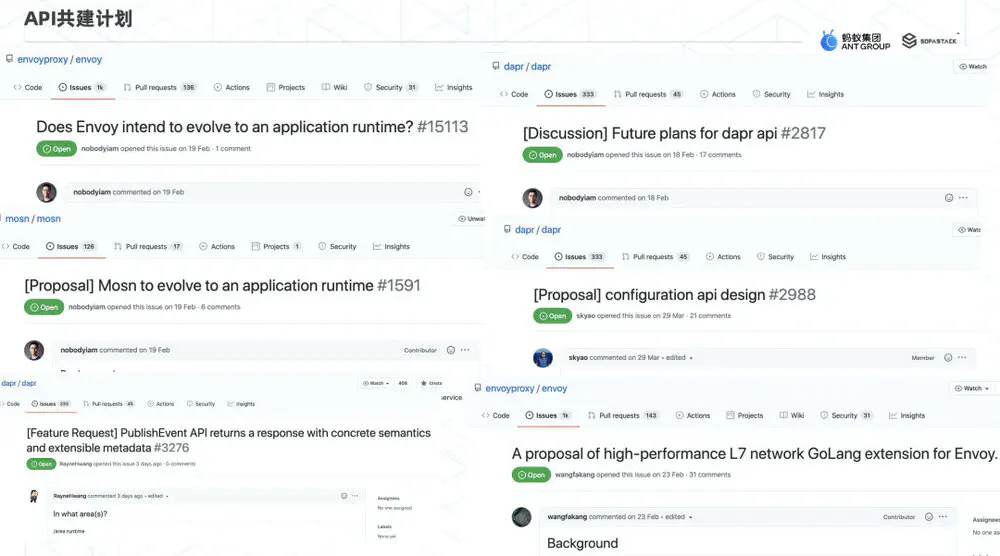 API共建计划
蚂蚁集团
ANT GROUP
SOFASTACK
envoyproxy / envoy
Code Issues 1k Pull requests 136 Actions Projects Wiki Security 31 Insights
Does Envoy intend to evolve to an application runtime? #15113
Open nobodyiam opened this issue on 19 Feb · 1 comment
nobodyiam commented on 19 Feb
dapr / dapr
Watch
Code Issues 333 Pull requests 45 Actions Security Insights
[Discussion] Future plans for dapr api #2817
Open nobodyiam opened this issue on 18 Feb · 17 comments
nobodyiam commented on 18 Feb
mosn / mosn
Unwat
Code Issues 126 Pull requests 17 Actions Projects 1 Security Insights
[Proposal] Mosn to evolve to an application runtime #1591
Open nobodyiam opened this issue on 19 Feb · 6 comments
nobodyiam commented on 19 Feb
Contributor
dapr / dapr
Watc
Code Issues 333 Pull requests 45 Actions Security Insights
[Proposal] configuration api design #2988
Open skyao opened this issue on 29 Mar · 21 comments
skyao commented on 29 Mar · edited
Member
dapr / dapr
Watch 456
service.
Code Issues 333 Pull requests 45 Actions Security Insights
[Feature Request] PublishEvent API returns a response with concrete semantics
and extensible metadata #3276
Open RayneHwang opened this issue 3 days ago · 0 comments
RayneHwang commented 3 days ago · edited
In what area(s)?
/area runtime
Assignees
No one assigned
Labels
None yet
envoyproxy / envoy
Watch
Code Issues 1k Pull requests 143 Actions Projects Wiki Security 31 Insights
A proposal of high-performance L7 network GoLang extension for Envoy.
Open wangfakang opened this issue on 23 Feb · 31 comments
wangfakang commented on 23 Feb · edited
Contributor
Background
Assignees
No one as